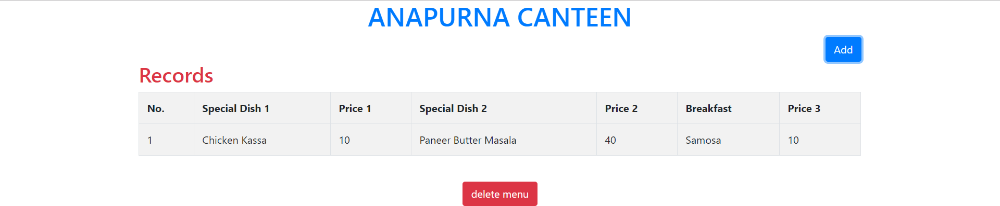 ANAPURNA CANTEEN
Add
Records
No. Special Dish 1 Price 1 Special Dish 2 Price 2 Breakfast Price 3
1 Chicken Kassa 10 Paneer Butter Masala 40 Samosa 10
delete menu